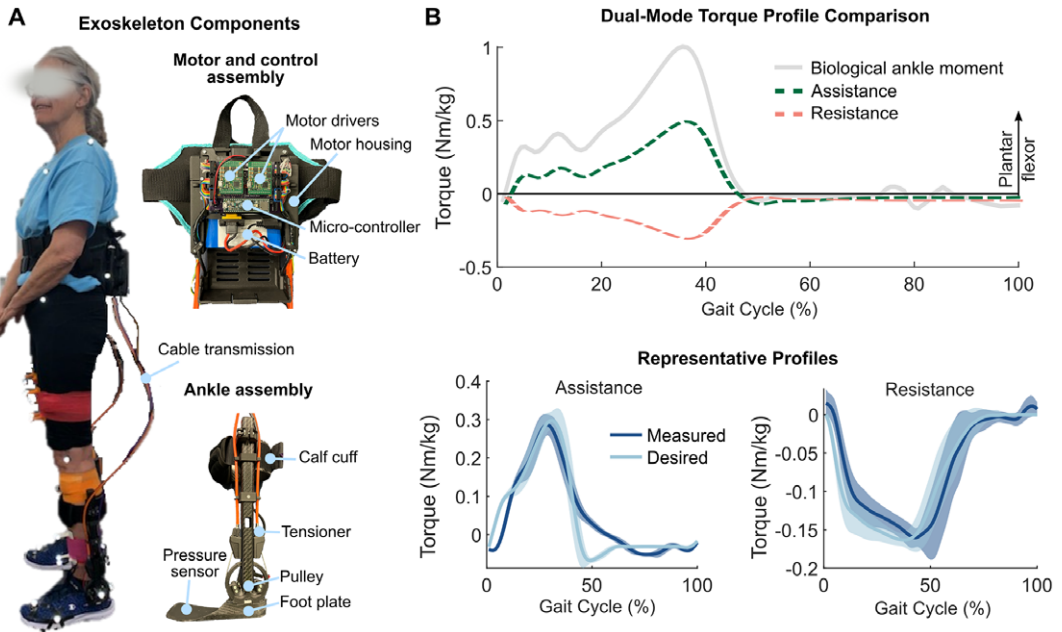 A
Exoskeleton Components
Motor and control
assembly
Motor drivers
Motor housing
Micro-controller
Battery
Cable transmission
Ankle assembly
Calf cuff
Tensioner
Pressure
sensor
Pulley
Foot plate
B
Dual-Mode Torque Profile Comparison
Torque (Nm/kg)
1
0.5
0
-0.5
Biological ankle moment
Assistance
Resistance
Plantar
flexor
0
20
40
60
80
100
Gait Cycle (%)
Representative Profiles
Assistance
Torque (Nm/kg)
0.4
0.3
0.2
0.1
0
Measured
Desired
0
50
100
Gait Cycle (%)
Resistance
Torque (Nm/kg)
0
-0.05
-0.1
-0.15
-0.2
0
50
100
Gait Cycle (%)